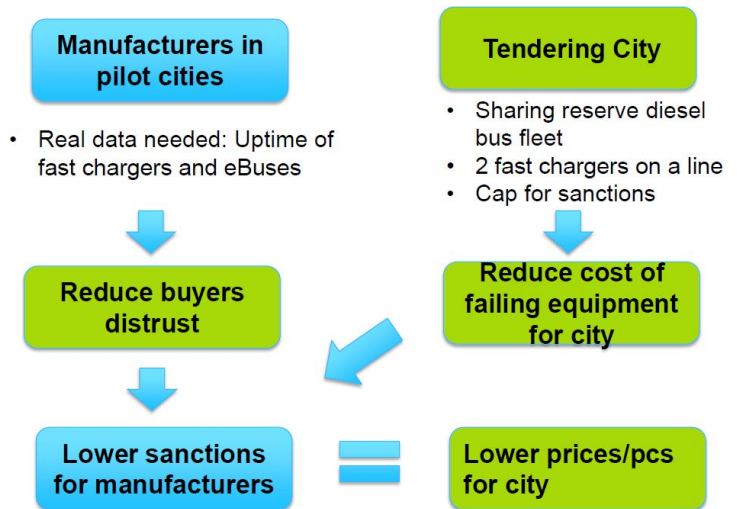 Manufacturers in
pilot cities
• Real data needed: Uptime of
fast chargers and eBuses
Tendering City
• Sharing reserve diesel
bus fleet
• 2 fast chargers on a line
• Cap for sanctions
Reduce buyers
distrust
Reduce cost of
failing equipment
for city
Lower sanctions
for manufacturers
Lower prices/pcs
for city